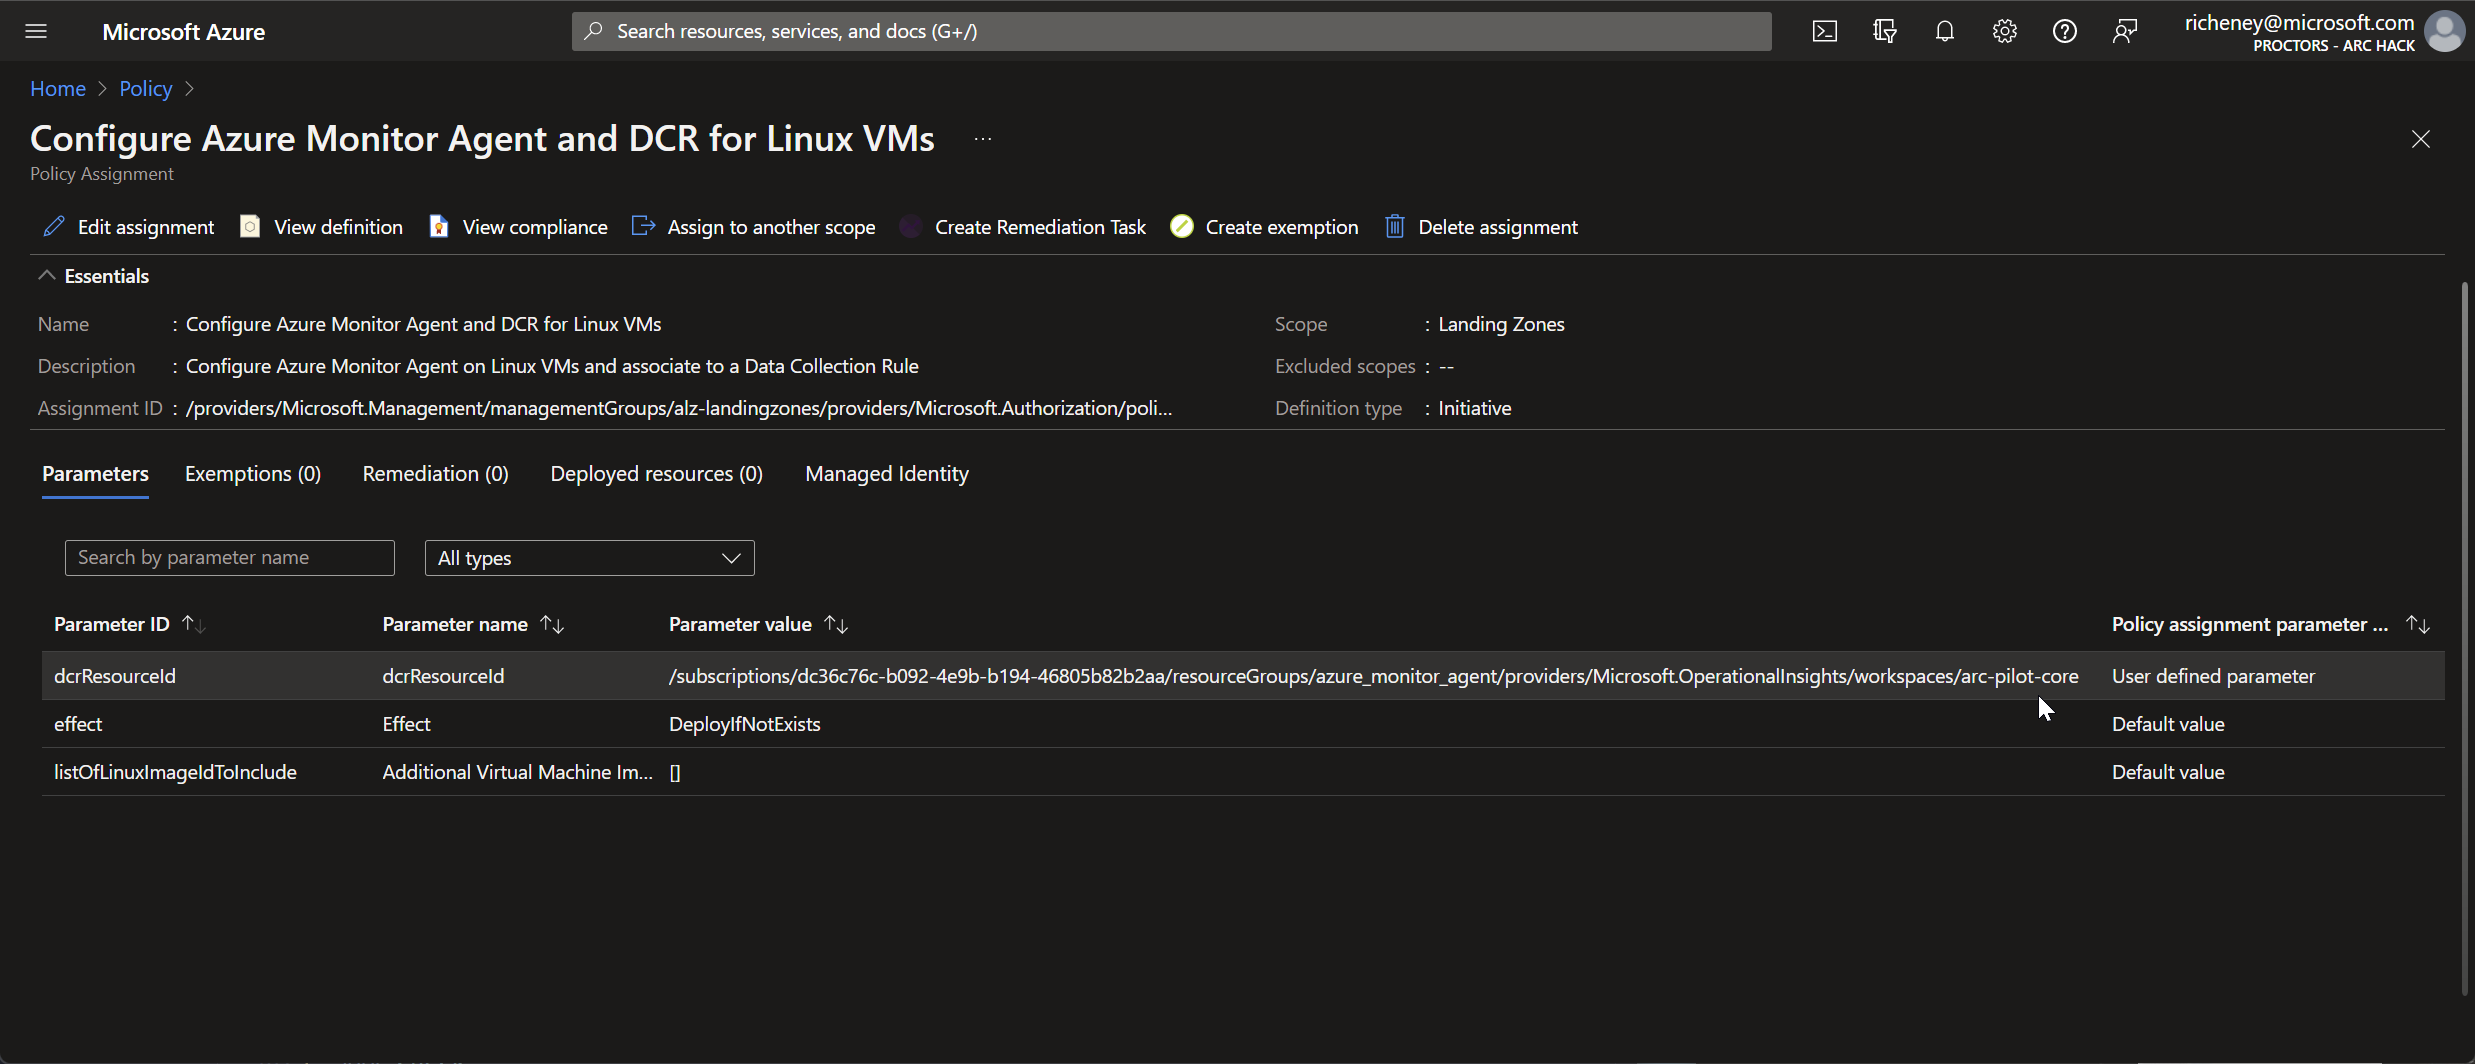 Microsoft Azure
Search resources, services, and docs (G+/)
richeney@microsoft.com
PROCTORS - ARC HACK
Home > Policy >
Configure Azure Monitor Agent and DCR for Linux VMs ...
Policy Assignment
Edit assignment View definition View compliance Assign to another scope Create Remediation Task Create exemption Delete assignment
Essentials
Name : Configure Azure Monitor Agent and DCR for Linux VMs Scope : Landing Zones
Description : Configure Azure Monitor Agent on Linux VMs and associate to a Data Collection Rule Excluded scopes : --
Assignment ID : /providers/Microsoft.Management/managementGroups/alz-landingzones/providers/Microsoft.Authorization/poli... Definition type : Initiative
Parameters Exemptions (0) Remediation (0) Deployed resources (0) Managed Identity
Search by parameter name All types
Parameter ID Parameter name Parameter value Policy assignment parameter ...
dcrResourceId dcrResourceId /subscriptions/dc36c76c-b092-4e9b-b194-46805b82b2aa/resourceGroups/azure_monitor_agent/providers/Microsoft.OperationalInsights/workspaces/arc-pilot-core User defined parameter
effect Effect DeployIfNotExists Default value
listOfLinuxImageIdToInclude Additional Virtual Machine Im... [] Default value